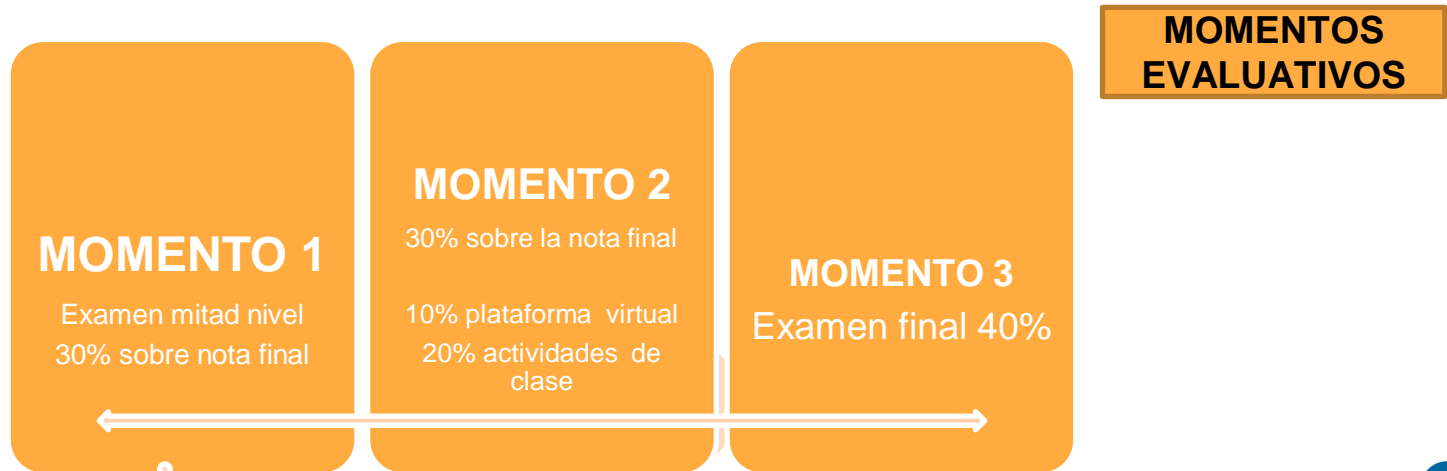 MOMENTOS
EVALUATIVOS
MOMENTO 1
Examen mitad nivel
30% sobre nota final
MOMENTO 2
30% sobre la nota final
10% plataforma virtual
20% actividades de
clase
MOMENTO 3
Examen final 40%